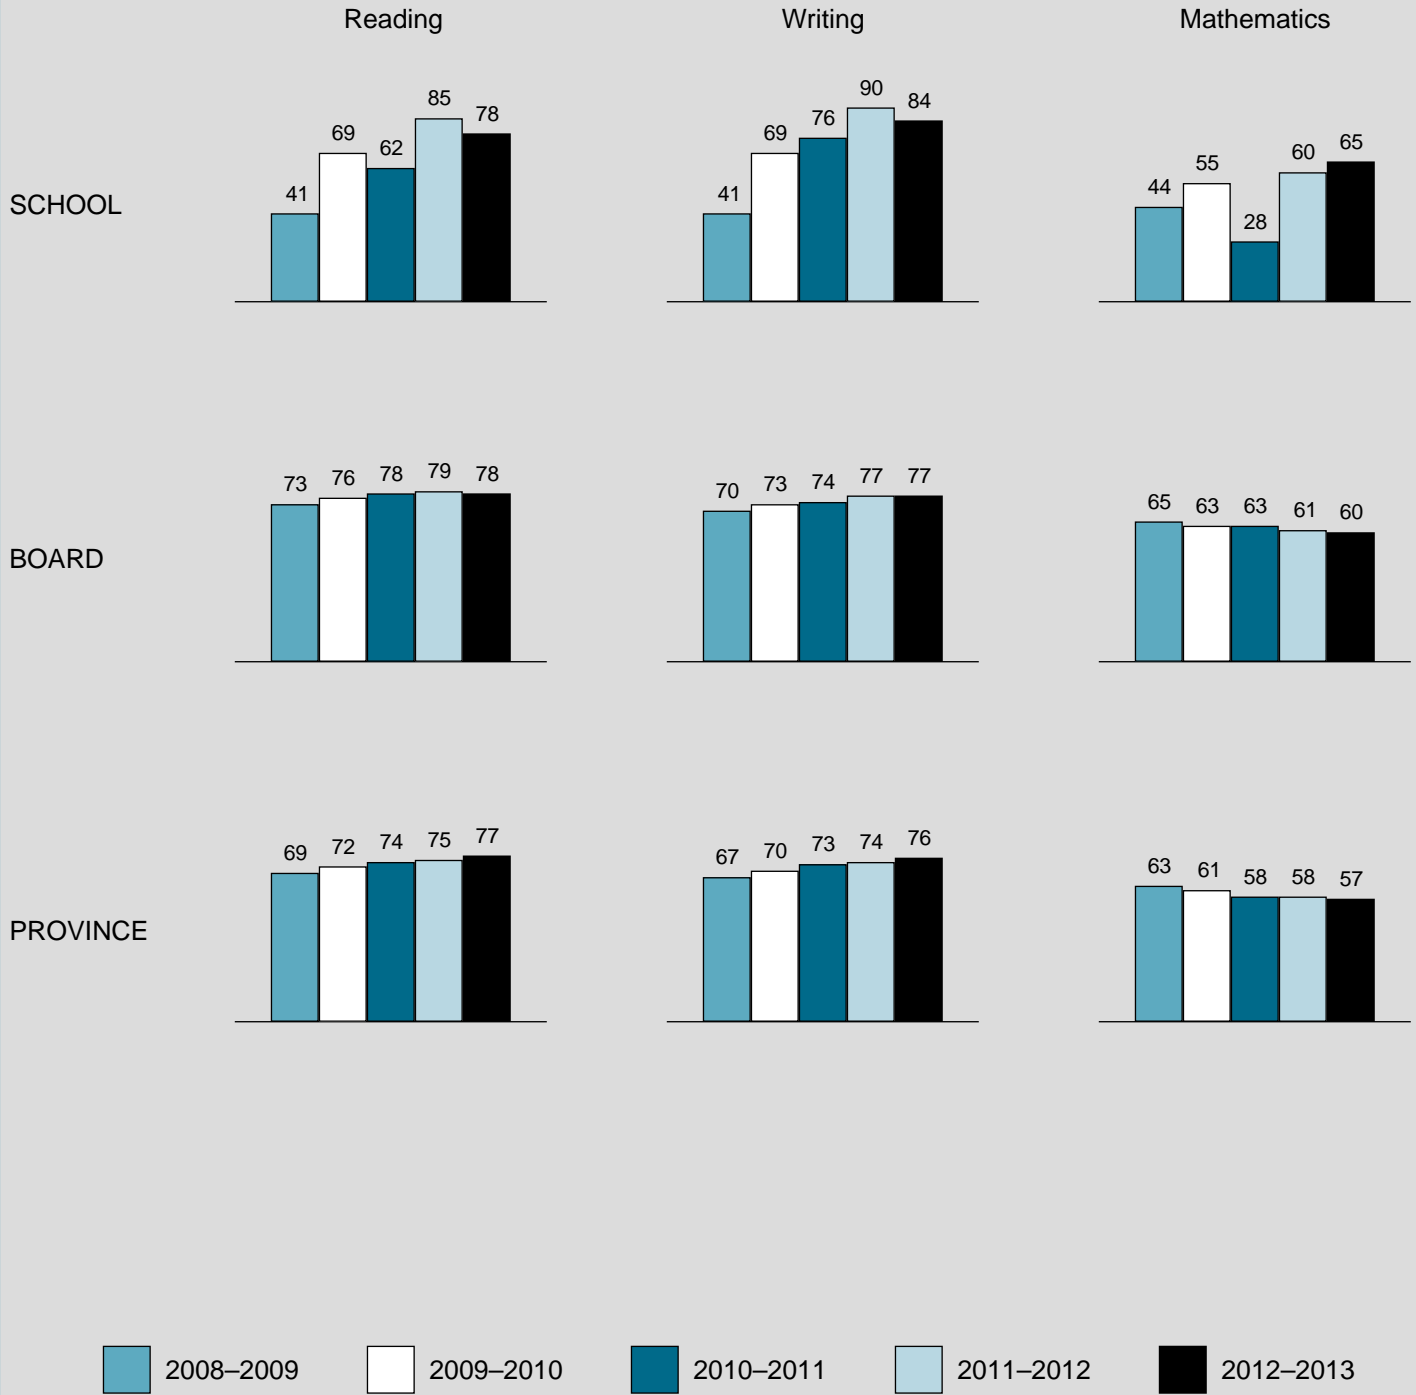 Reading Writing Mathematics
SCHOOL
41 69 62 85 78
41 69 76 90 84
44 55 28 60 65
BOARD
73 76 78 79 78
70 73 74 77 77
65 63 63 61 60
PROVINCE
69 72 74 75 77
67 70 73 74 76
63 61 58 58 57
2008–2009 2009–2010 2010–2011 2011–2012 2012–2013